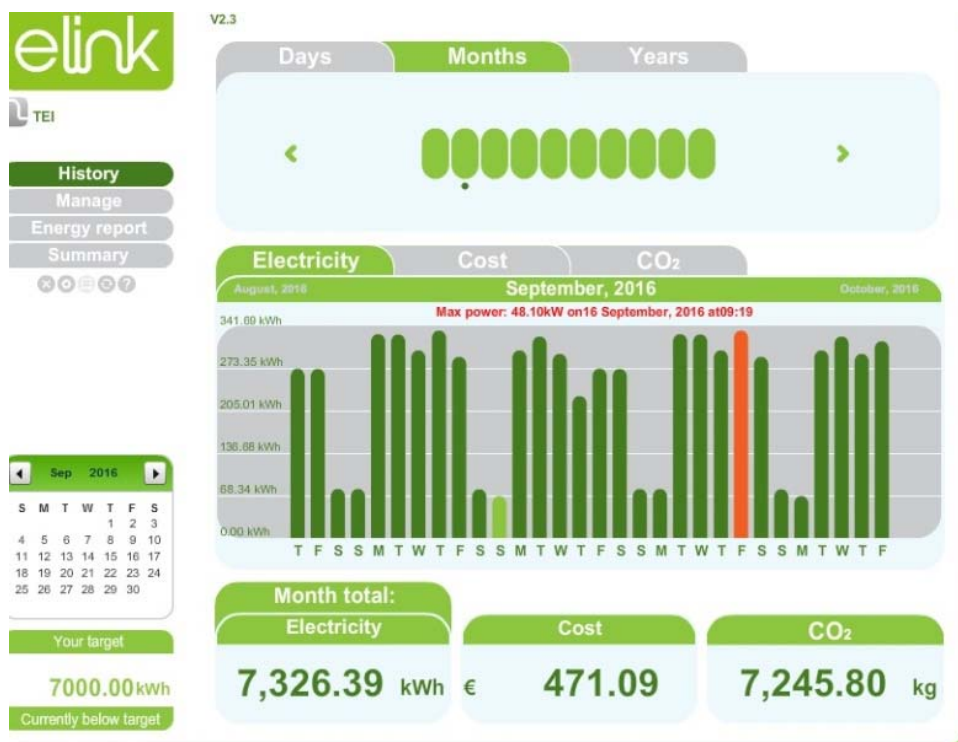 elink
V2.3
TEI
Days Months Years
History
Manage
Energy report
Summary
Electricity Cost CO₂
August, 2016 September, 2016 October, 2016
Max power: 48.10kW on16 September, 2016 at09:19
341.69 kWh
273.35 kWh
205.01 kWh
136.68 kWh
68.34 kWh
0.00 kWh
T F S S M T W T F S S M T W T F S S M T W T F S S M T W T F
Sep 2016
S M T W T F S
1 2 3
4 5 6 7 8 9 10
11 12 13 14 15 16 17
18 19 20 21 22 23 24
25 26 27 28 29 30
Your target
7000.00 kWh
Currently below target
Month total:
Electricity
7,326.39 kWh
Cost
€ 471.09
CO₂
7,245.80 kg